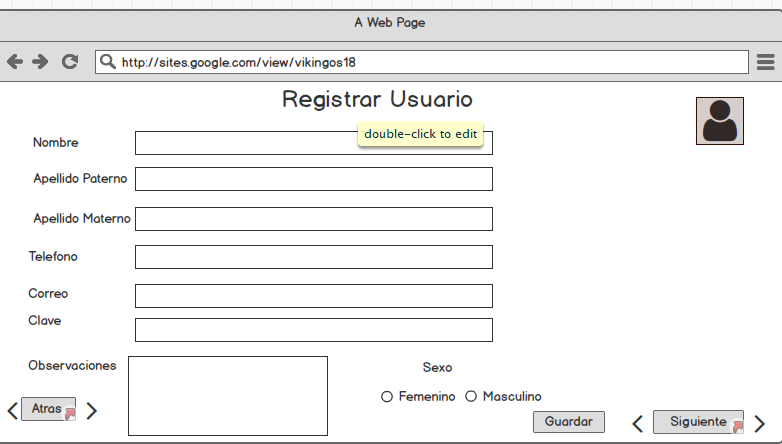 A Web Page
http://sites.google.com/view/vikingos18
Registrar Usuario
double-click to edit
Nombre
Apellido Paterno
Apellido Materno
Telefono
Correo
Clave
Observaciones
Sexo
Femenino Masculino
Atras
Guardar
Siguiente